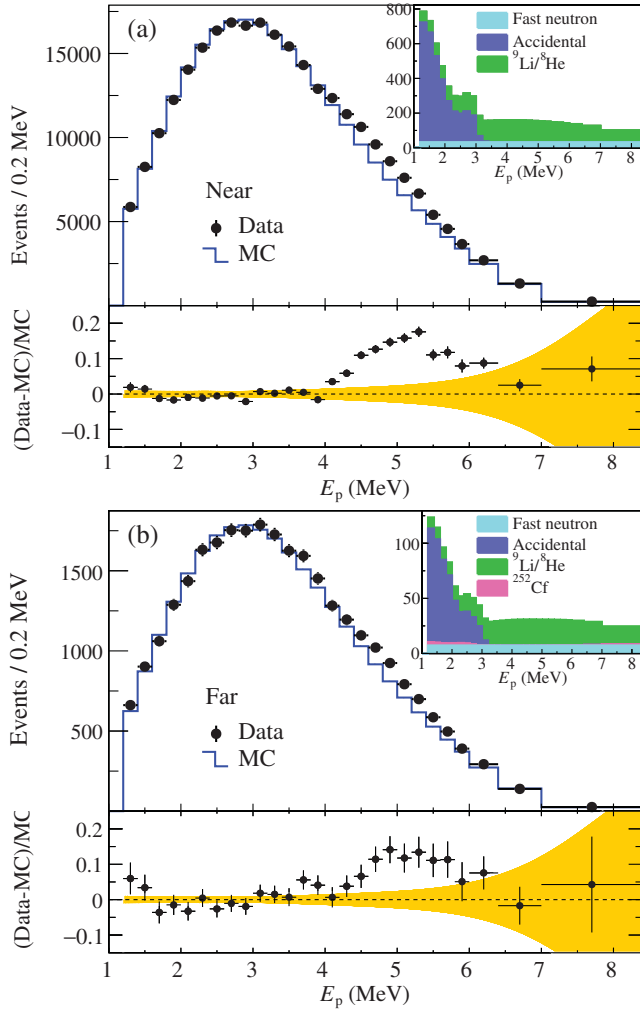 (a)
Near
Data
MC
Events / 0.2 MeV
15000
10000
5000
Fast neutron
Accidental
⁹Li/⁸He
800
600
400
200
0
1 2 3 4 5 6 7 8
Eₚ (MeV)
(Data-MC)/MC
0.2
0.1
0
−0.1
1 2 3 4 5 6 7 8
Eₚ (MeV)
(b)
Far
Data
MC
Events / 0.2 MeV
1500
1000
500
Fast neutron
Accidental
⁹Li/⁸He
²⁵²Cf
100
50
0
1 2 3 4 5 6 7 8
Eₚ (MeV)
(Data-MC)/MC
0.2
0.1
0
−0.1
1 2 3 4 5 6 7 8
Eₚ (MeV)